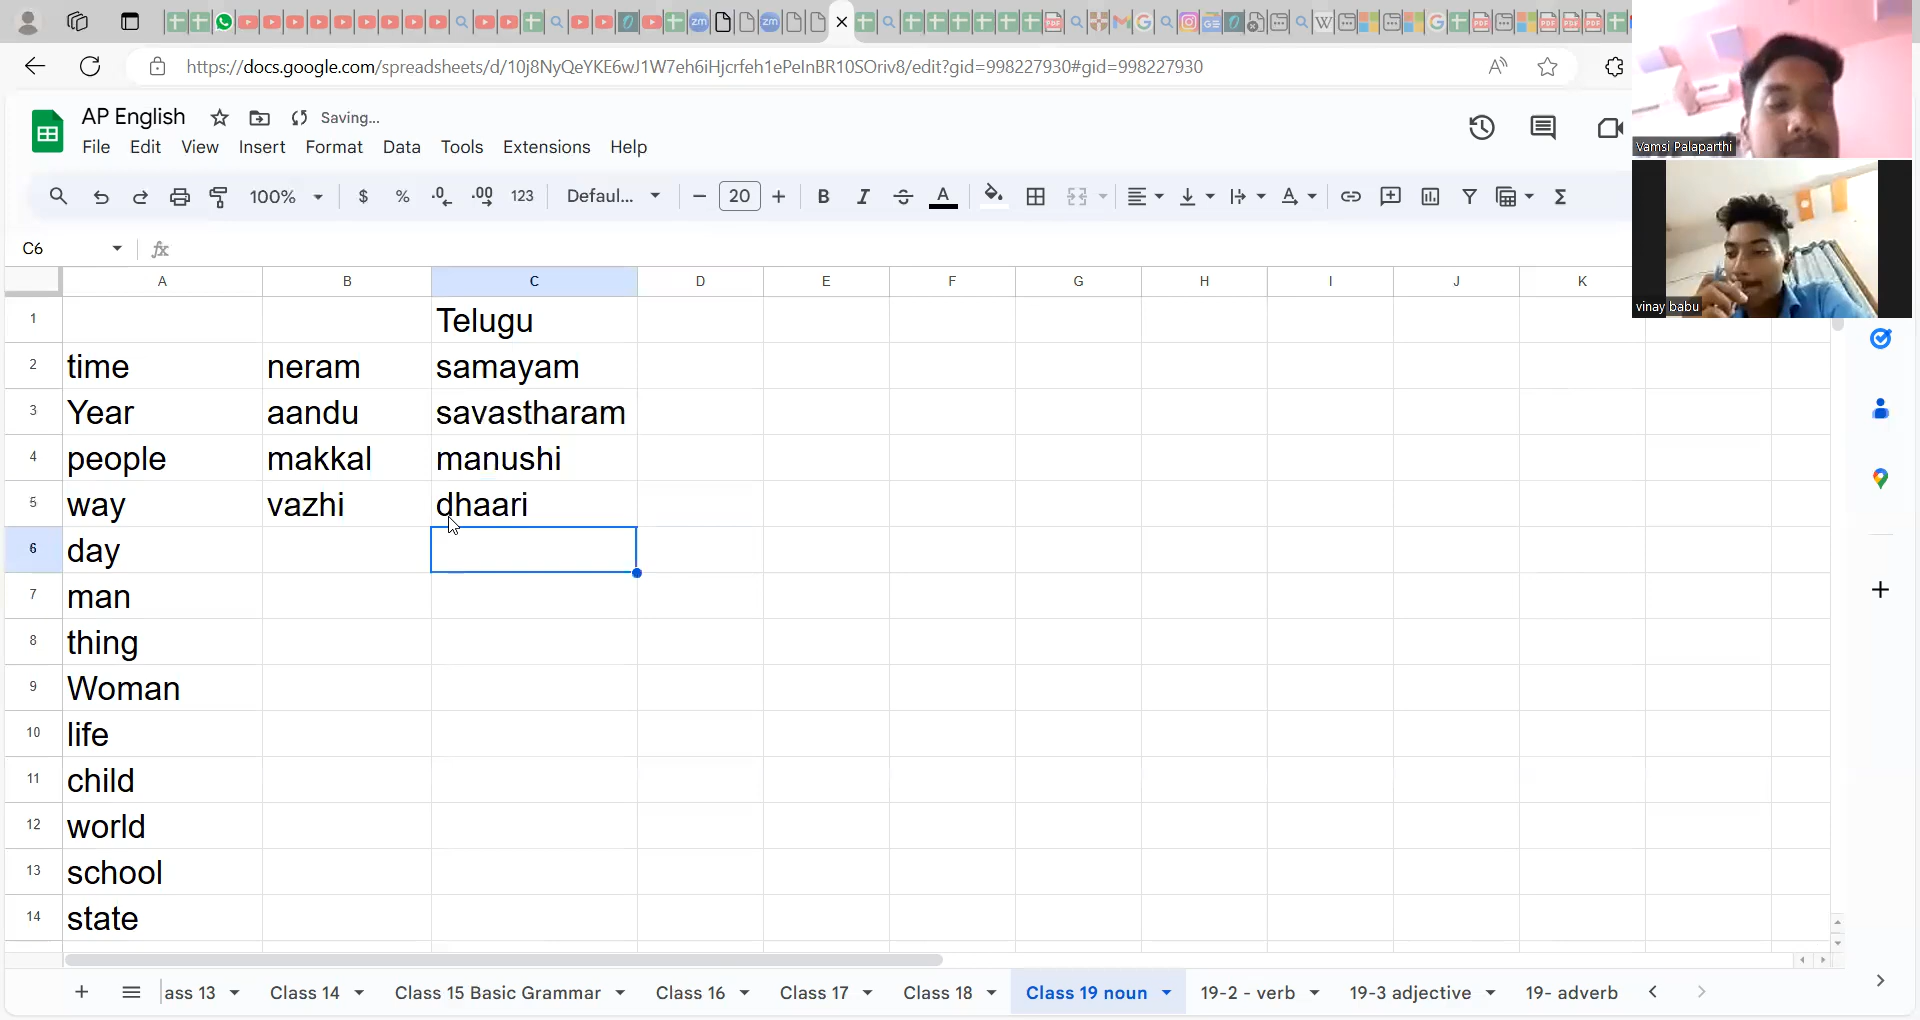 https://docs.google.com/spreadsheets/d/10j8NyQeYKE6wJ1W7eh6iHjcrfeh1ePeInBR10SOriv8/edit?gid=998227930#gid=998227930
AP English Saving...
File Edit View Insert Format Data Tools Extensions Help
Vamsi Palaparthi
100% $ % .0 .00 123 Defaul... 20
C6
A B C D E F G H I J K
vinay babu
1 Telugu
2 time neram samayam
3 Year aandu savastharam
4 people makkal manushi
5 way vazhi dhaari
6 day
7 man
8 thing
9 Woman
10 life
11 child
12 world
13 school
14 state
ass 13 Class 14 Class 15 Basic Grammar Class 16 Class 17 Class 18 Class 19 noun 19-2 - verb 19-3 adjective 19- adverb